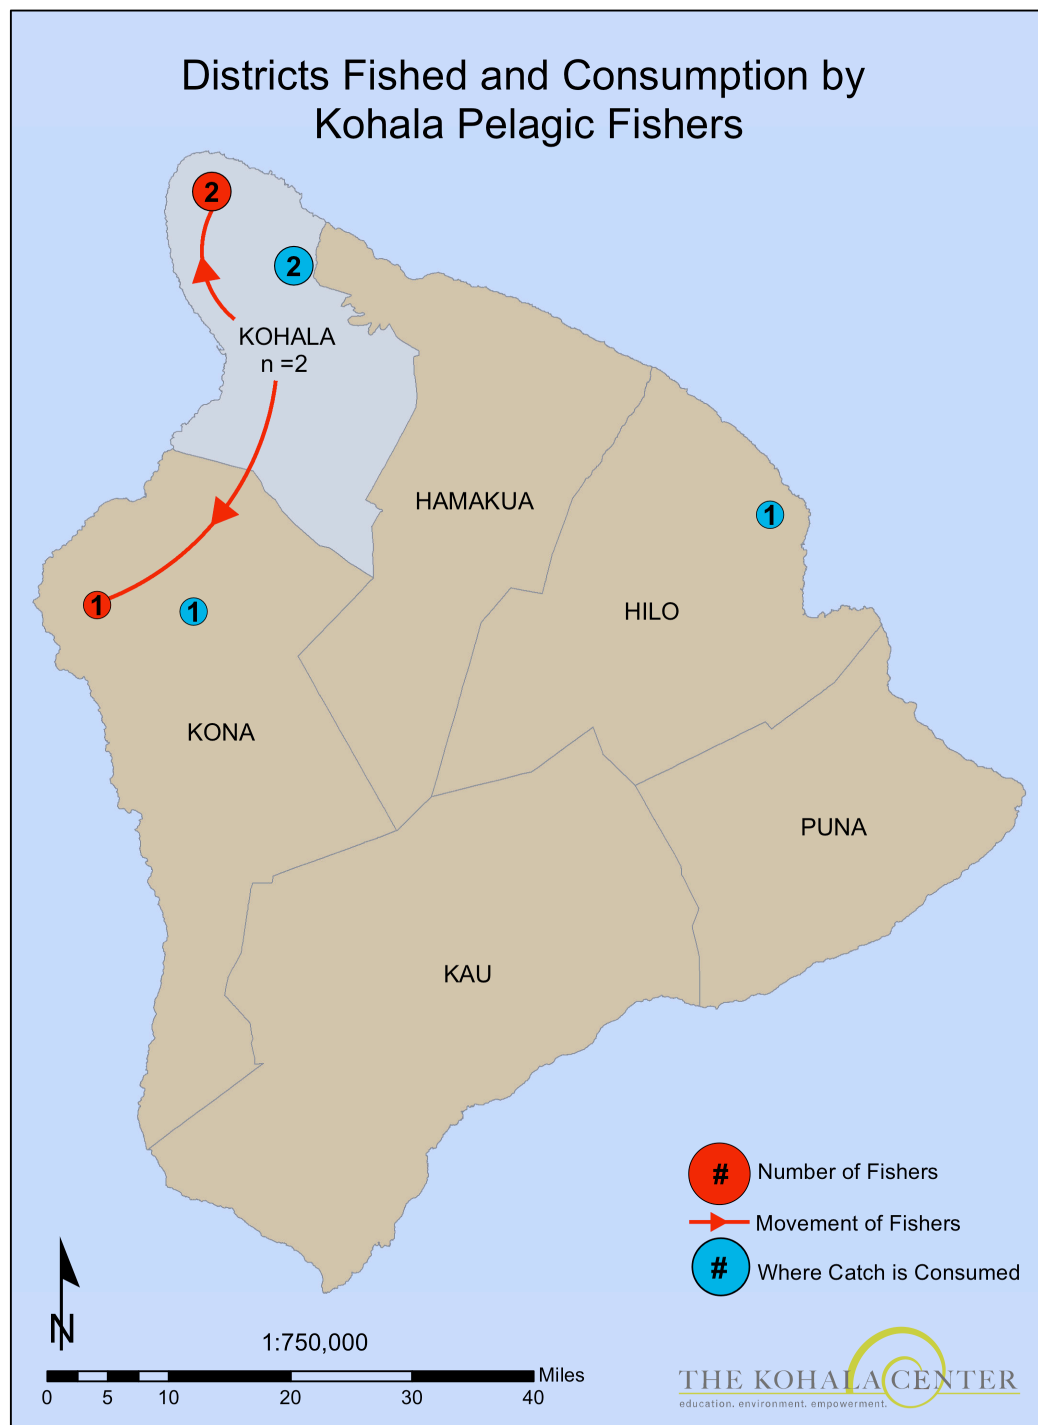 Districts Fished and Consumption by
Kohala Pelagic Fishers
2
2
KOHALA
n =2
HAMAKUA
1
1
1
HILO
KONA
PUNA
KAU
# Number of Fishers
Movement of Fishers
# Where Catch is Consumed
N
1:750,000
Miles
0 5 10 20 30 40
THE KOHALA CENTER
education. environment. empowerment.